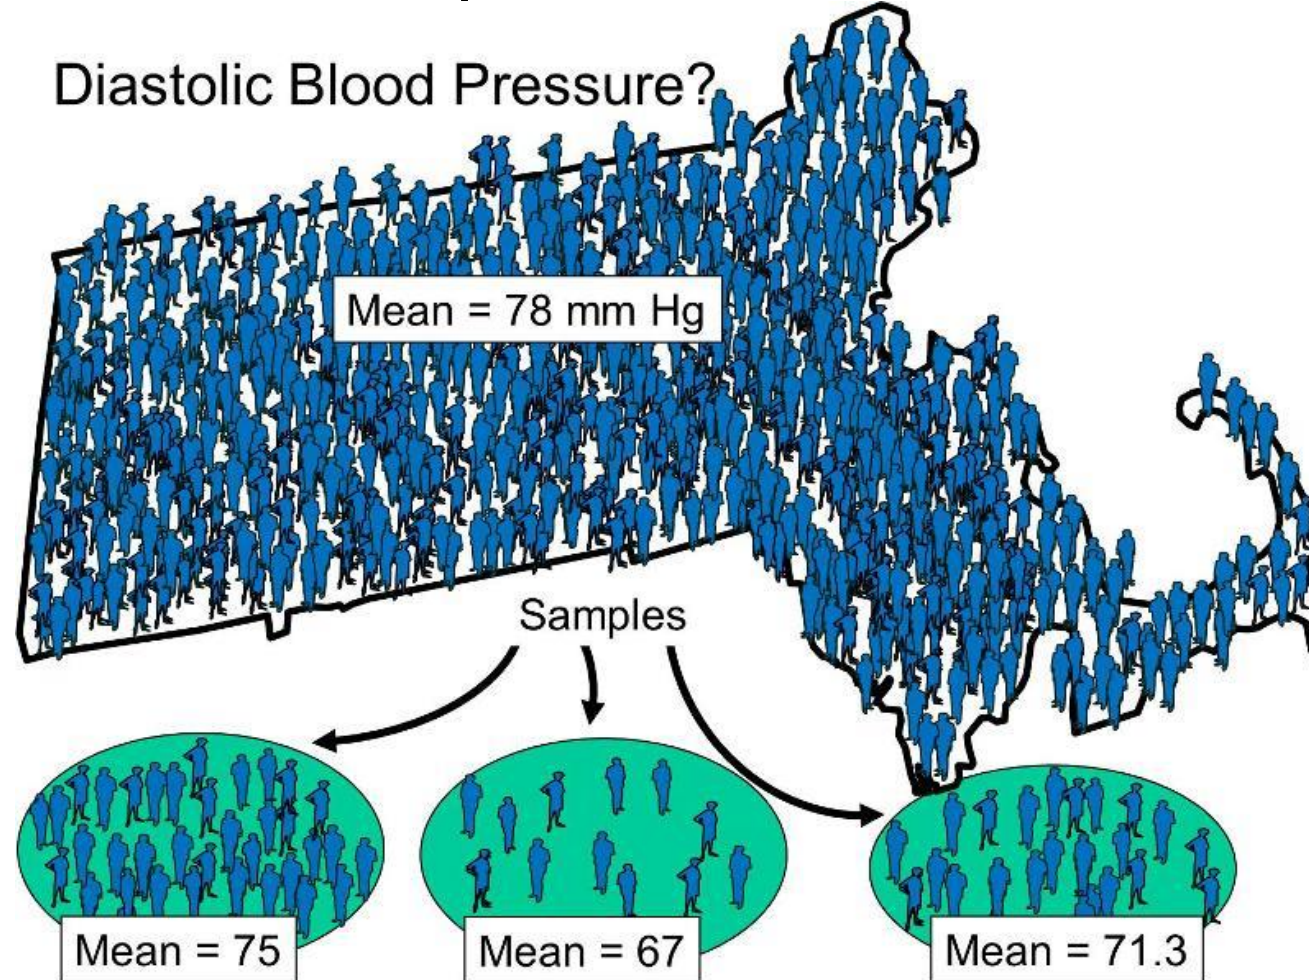 Diastolic Blood Pressure?
Mean = 78 mm Hg
Samples
Mean = 75
Mean = 67
Mean = 71.3